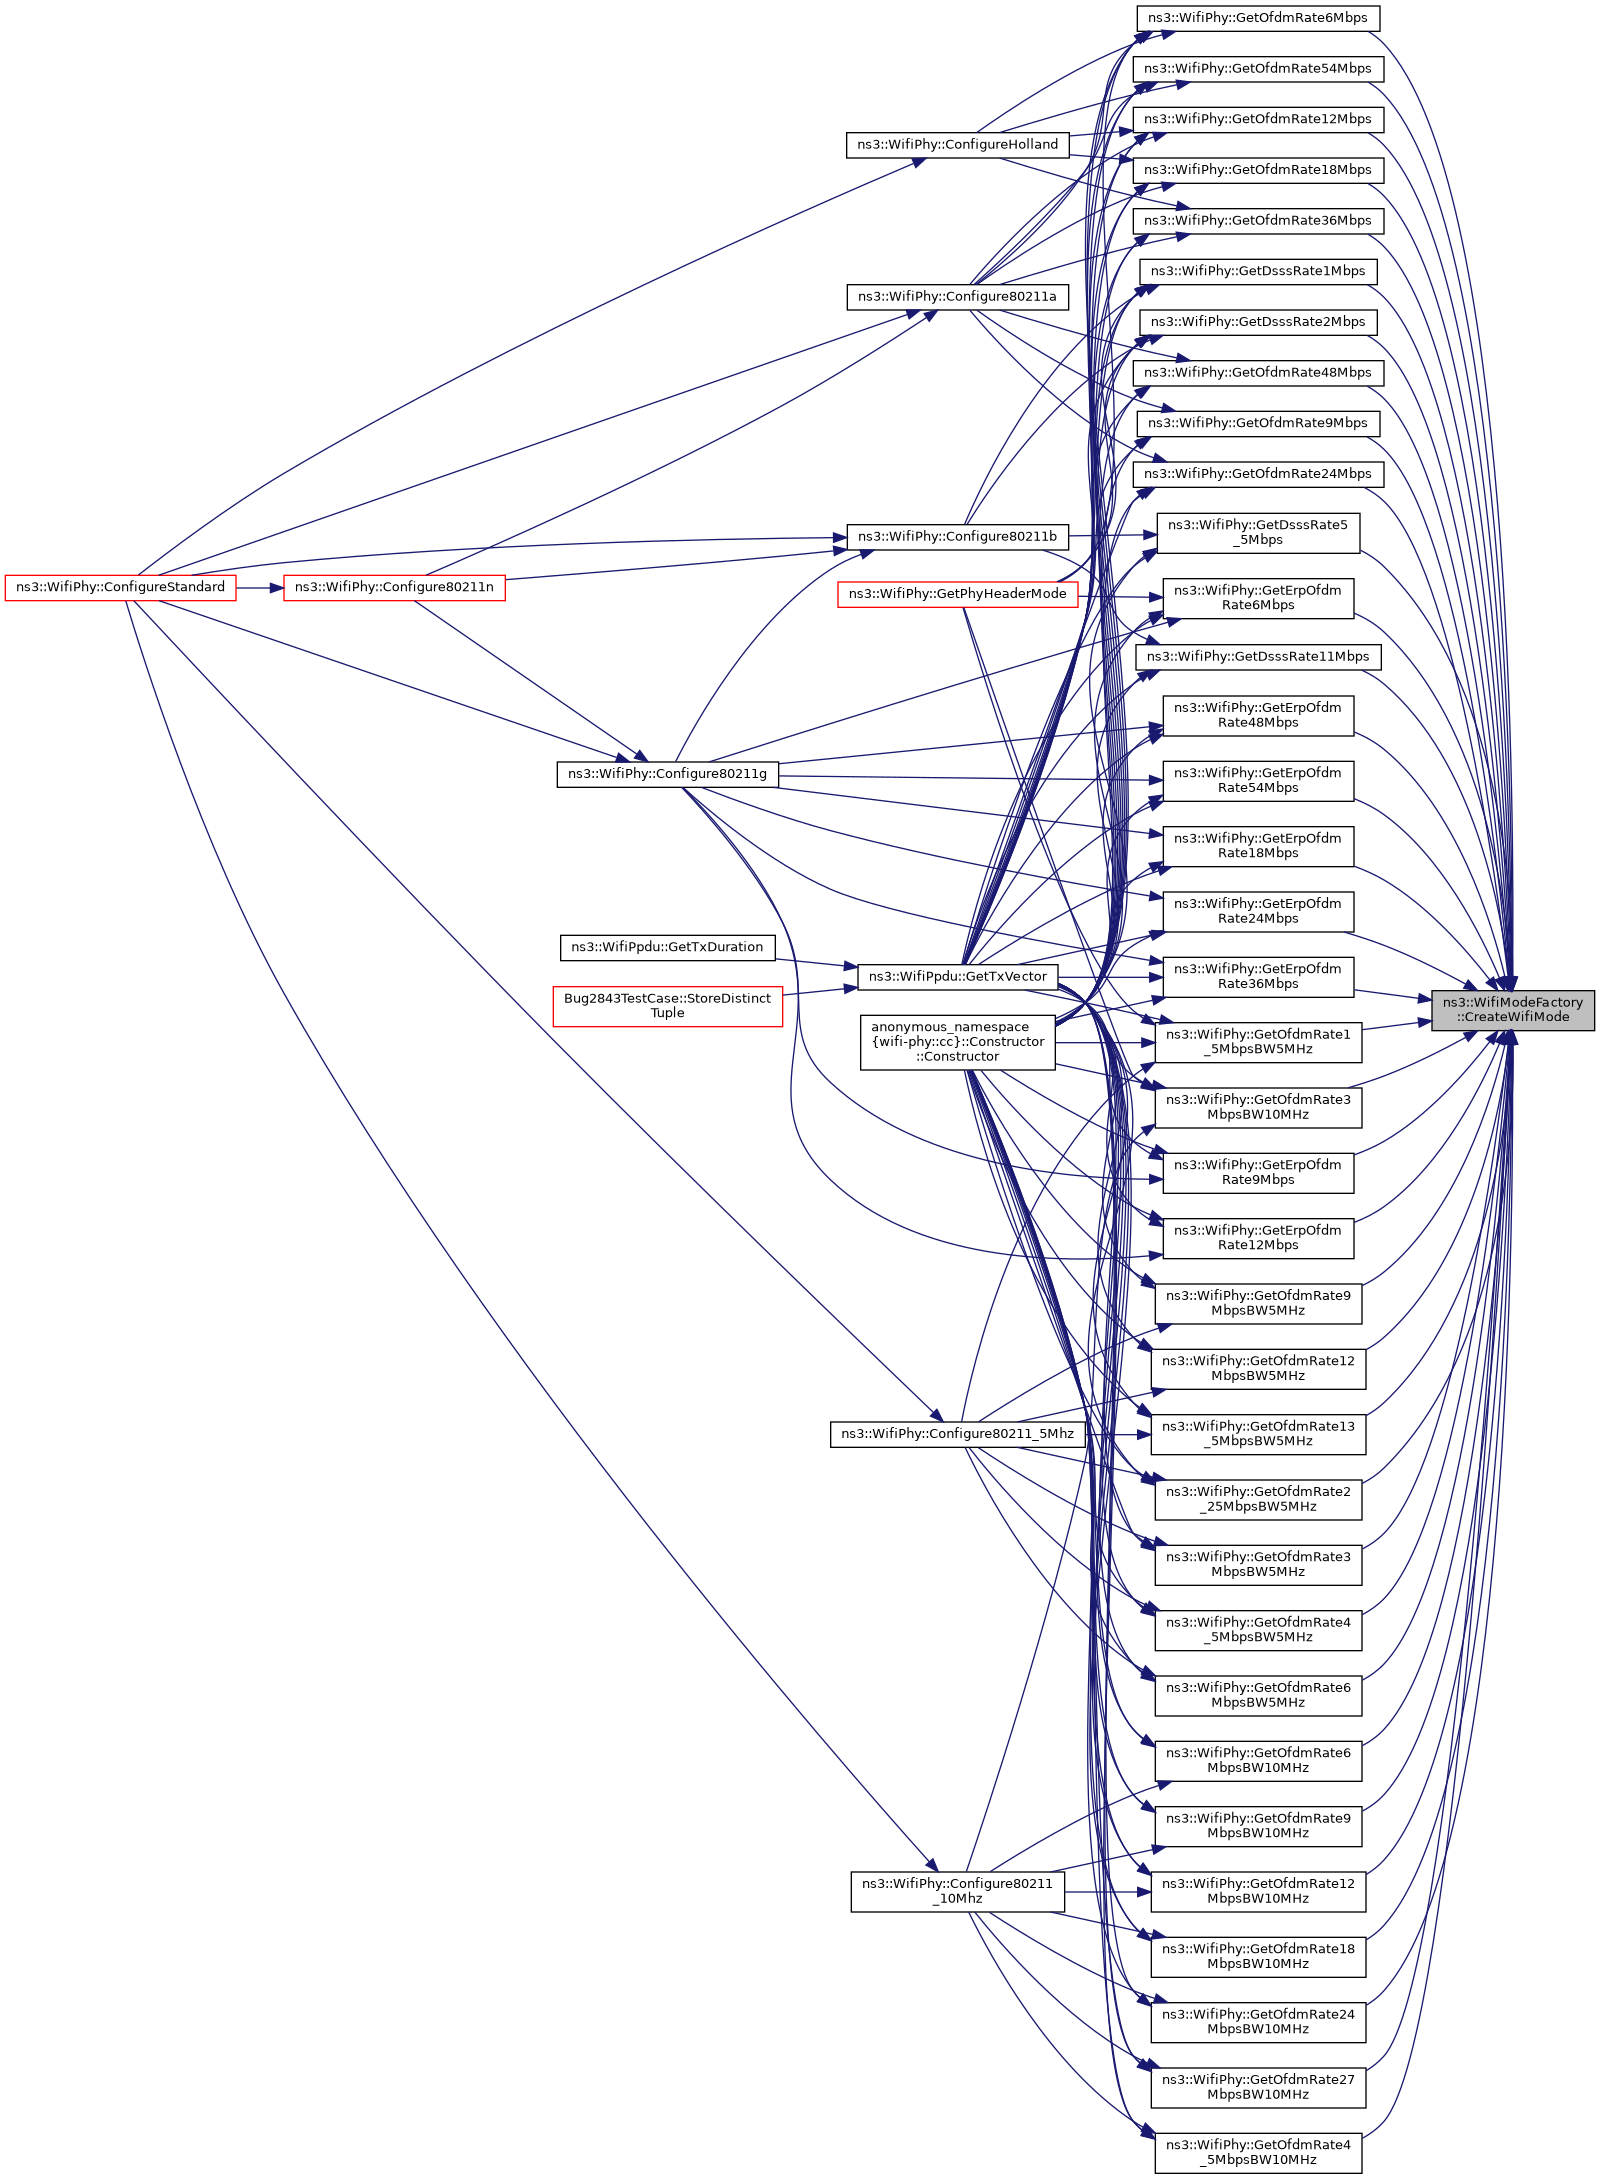 ns3::WifiPhy::GetOfdmRate6Mbps
ns3::WifiPhy::GetOfdmRate54Mbps
ns3::WifiPhy::GetOfdmRate12Mbps
ns3::WifiPhy::ConfigureHolland
ns3::WifiPhy::GetOfdmRate18Mbps
ns3::WifiPhy::GetOfdmRate36Mbps
ns3::WifiPhy::GetDsssRate1Mbps
ns3::WifiPhy::Configure80211a
ns3::WifiPhy::GetDsssRate2Mbps
ns3::WifiPhy::GetOfdmRate48Mbps
ns3::WifiPhy::GetOfdmRate9Mbps
ns3::WifiPhy::GetOfdmRate24Mbps
ns3::WifiPhy::Configure80211b
ns3::WifiPhy::GetDsssRate5
_5Mbps
ns3::WifiPhy::ConfigureStandard
ns3::WifiPhy::Configure80211n
ns3::WifiPhy::GetPhyHeaderMode
ns3::WifiPhy::GetErpOfdm
Rate6Mbps
ns3::WifiPhy::GetDsssRate11Mbps
ns3::WifiPhy::GetErpOfdm
Rate48Mbps
ns3::WifiPhy::Configure80211g
ns3::WifiPhy::GetErpOfdm
Rate54Mbps
ns3::WifiPhy::GetErpOfdm
Rate18Mbps
ns3::WifiPhy::GetErpOfdm
Rate24Mbps
ns3::WifiPpdu::GetTxDuration
ns3::WifiPpdu::GetTxVector
ns3::WifiPhy::GetErpOfdm
Rate36Mbps
Bug2843TestCase::StoreDistinct
Tuple
ns3::WifiModeFactory
::CreateWifiMode
anonymous_namespace
{wifi-phy::cc}::Constructor
::Constructor
ns3::WifiPhy::GetOfdmRate1
_5MbpsBW5MHz
ns3::WifiPhy::GetOfdmRate3
MbpsBW10MHz
ns3::WifiPhy::GetErpOfdm
Rate9Mbps
ns3::WifiPhy::GetErpOfdm
Rate12Mbps
ns3::WifiPhy::GetOfdmRate9
MbpsBW5MHz
ns3::WifiPhy::GetOfdmRate12
MbpsBW5MHz
ns3::WifiPhy::Configure80211_5Mhz
ns3::WifiPhy::GetOfdmRate13
_5MbpsBW5MHz
ns3::WifiPhy::GetOfdmRate2
_25MbpsBW5MHz
ns3::WifiPhy::GetOfdmRate3
MbpsBW5MHz
ns3::WifiPhy::GetOfdmRate4
_5MbpsBW5MHz
ns3::WifiPhy::GetOfdmRate6
MbpsBW5MHz
ns3::WifiPhy::GetOfdmRate6
MbpsBW10MHz
ns3::WifiPhy::GetOfdmRate9
MbpsBW10MHz
ns3::WifiPhy::Configure80211
_10Mhz
ns3::WifiPhy::GetOfdmRate12
MbpsBW10MHz
ns3::WifiPhy::GetOfdmRate18
MbpsBW10MHz
ns3::WifiPhy::GetOfdmRate24
MbpsBW10MHz
ns3::WifiPhy::GetOfdmRate27
MbpsBW10MHz
ns3::WifiPhy::GetOfdmRate4
_5MbpsBW10MHz